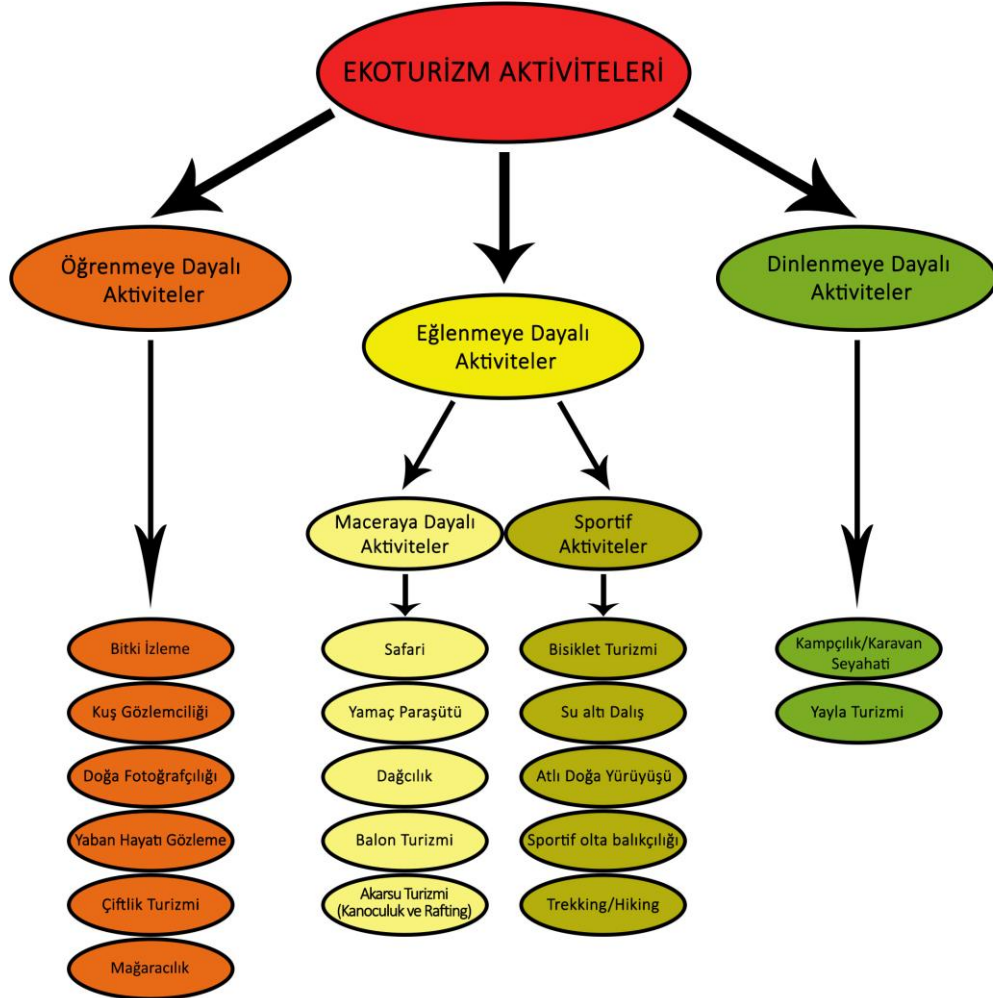 EKOTURİZM AKTİVİTELERİ
Öğrenmeye Dayalı
Aktiviteler
Eğlenmeye Dayalı
Aktiviteler
Dinlenmeye Dayalı
Aktiviteler
Maceraya Dayalı
Aktiviteler
Sportif
Aktiviteler
Bitki İzleme
Kuş Gözlemciliği
Doğa Fotoğrafçılığı
Yaban Hayatı Gözleme
Çiftlik Turizmi
Mağaracılık
Safari
Yamaç Paraşütü
Dağcılık
Balon Turizmi
Akarsu Turizmi
(Kanoculuk ve Rafting)
Bisiklet Turizmi
Su altı Dalış
Atlı Doğa Yürüyüşü
Sportif olta balıkçılığı
Trekking/Hiking
Kampçılık/Karavan
Seyahati
Yayla Turizmi